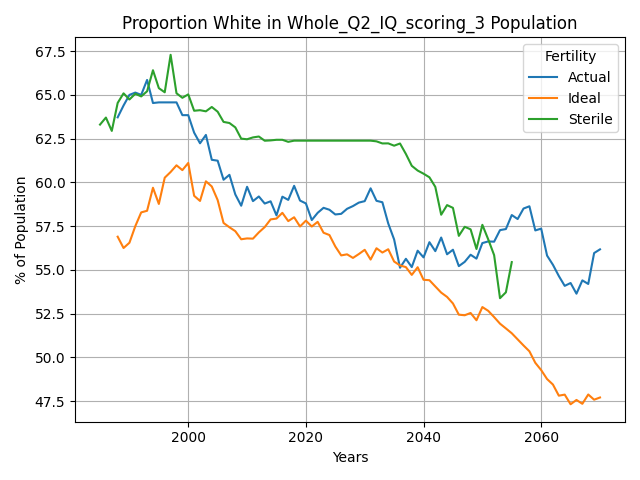 Proportion White in Whole_Q2_IQ_scoring_3 Population
67.5
65.0
62.5
60.0
57.5
55.0
52.5
50.0
47.5
% of Population
Fertility
Actual
Ideal
Sterile
2000
2020
2040
2060
Years